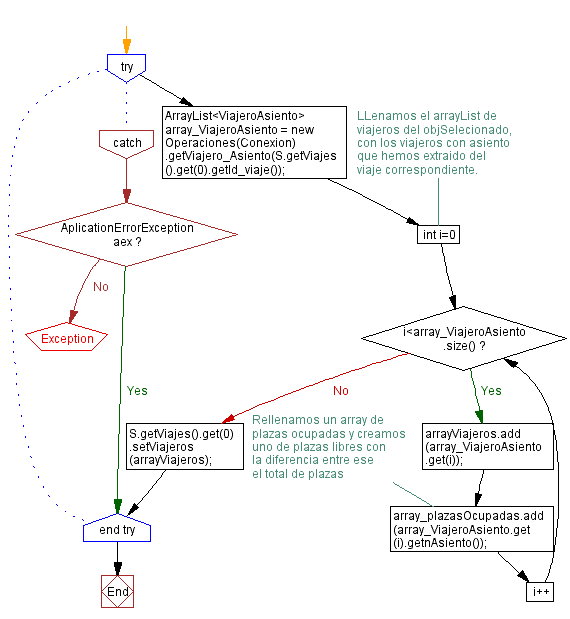 try
catch
ArrayList<ViajeroAsiento>
array_ViajeroAsiento = new
Operaciones(Conexion)
.getViajero_Asiento(S.getViajes
().get(0).getId_viaje());
LLenamos el arrayList de
viajeros del objSelecionado,
con los viajeros con asiento
que hemos extraido del
viaje correspondiente.
AplicationErrorException
aex ?
int i=0
No
Exception
i<array_ViajeroAsiento
.size() ?
Yes
No
Yes
S.getViajes().get(0)
.setViajeros
(arrayViajeros);
Rellenamos un array de
plazas ocupadas y creamos
uno de plazas libres con
la diferencia entre ese
el total de plazas
arrayViajeros.add
(array_ViajeroAsiento
.get(i));
array_plazasOcupadas.add
(array_ViajeroAsiento.get
(i).getnAsiento());
end try
End
i++